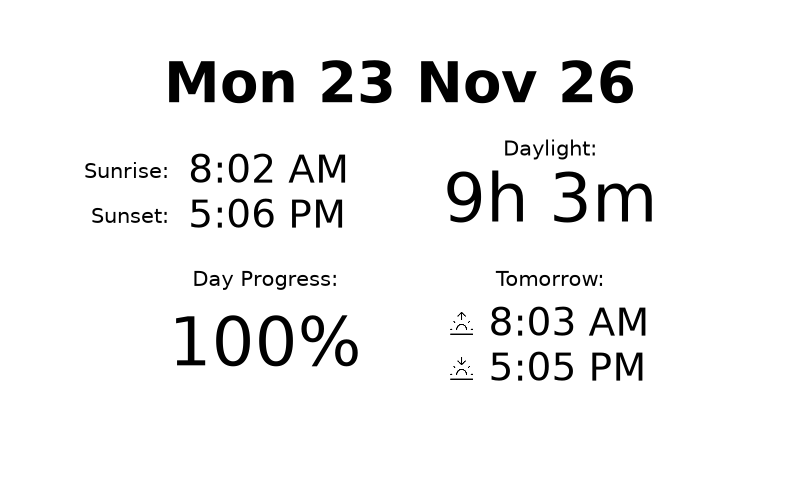 Mon 23 Nov 26
Sunrise: 8:02 AM
Sunset: 5:06 PM
Daylight:
9h 3m
Day Progress:
100%
Tomorrow:
8:03 AM
5:05 PM